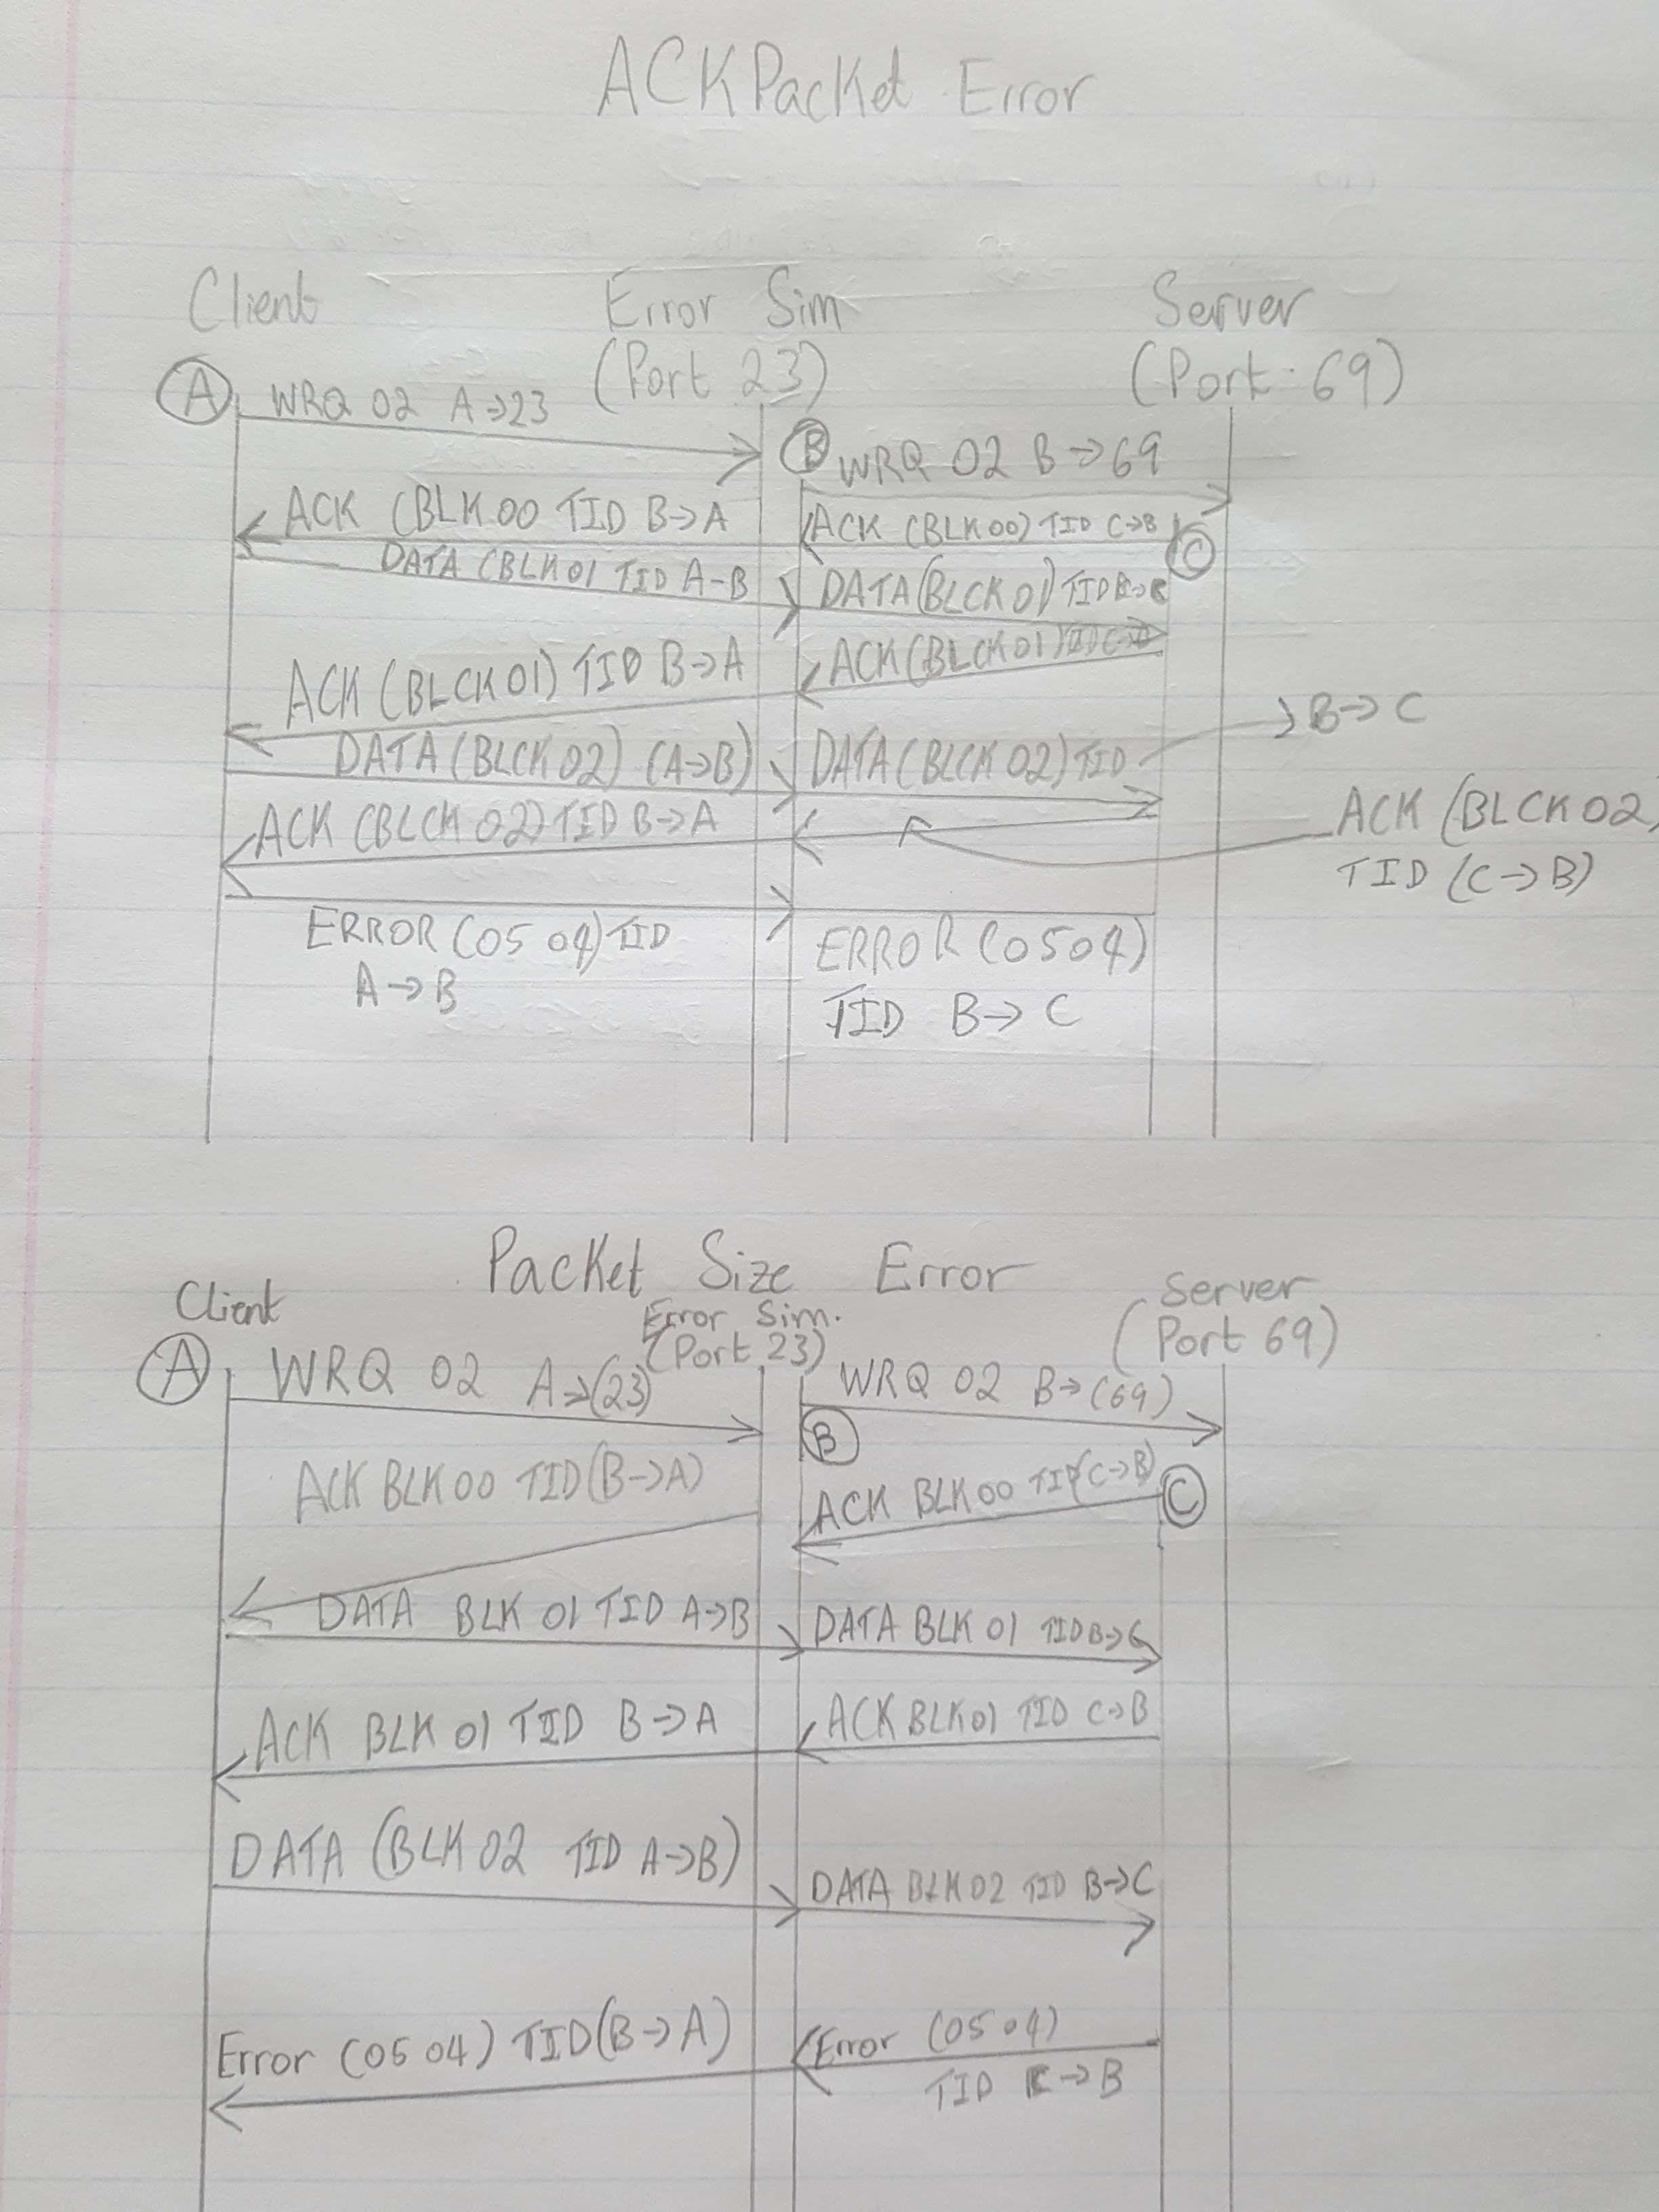 ACK Packet Error
Client Error Sim Server
(Port 23) (Port 69)
A WRQ 02 A→23
B WRQ 02 B→69
ACK (BLK 00 TID B→A ACK (BLK 00) TID C→B
C
DATA (BLK 01 TID A-B DATA (BLCK 01) TID
ACK (BLCK 01) TID B→A ACK (BLCK 01)
B→C
DATA (BLCK 02) (A→B) DATA (BLCK 02) TID
ACK (BLCK 02) TID B→A ACK (BLCK 02)
TID (C→B)
ERROR (05 04) TID ERROR (0504)
A→B TID B→C
Packet Size Error
Client Error Sim. Server
(Port 23) (Port 69)
A WRQ 02 A→(23) WRQ 02 B→(69)
B
ACK BLK 00 TID (B→A) ACK BLK 00 TID (C→B) C
DATA BLK 01 TID A→B DATA BLK 01 TID B→C
ACK BLK 01 TID B→A ACK BLK 01 TID C→B
DATA (BLK 02 TID A→B) DATA BLK 02 TID B→C
Error (05 04) TID (B→A) Error (05 04)
TID C→B